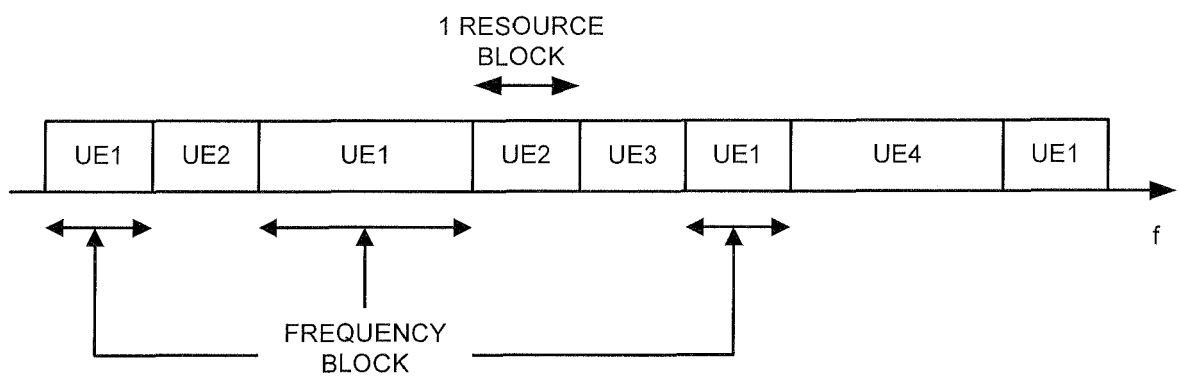 1 RESOURCE
BLOCK
UE1 UE2 UE1 UE2 UE3 UE1 UE4 UE1
f
FREQUENCY
BLOCK